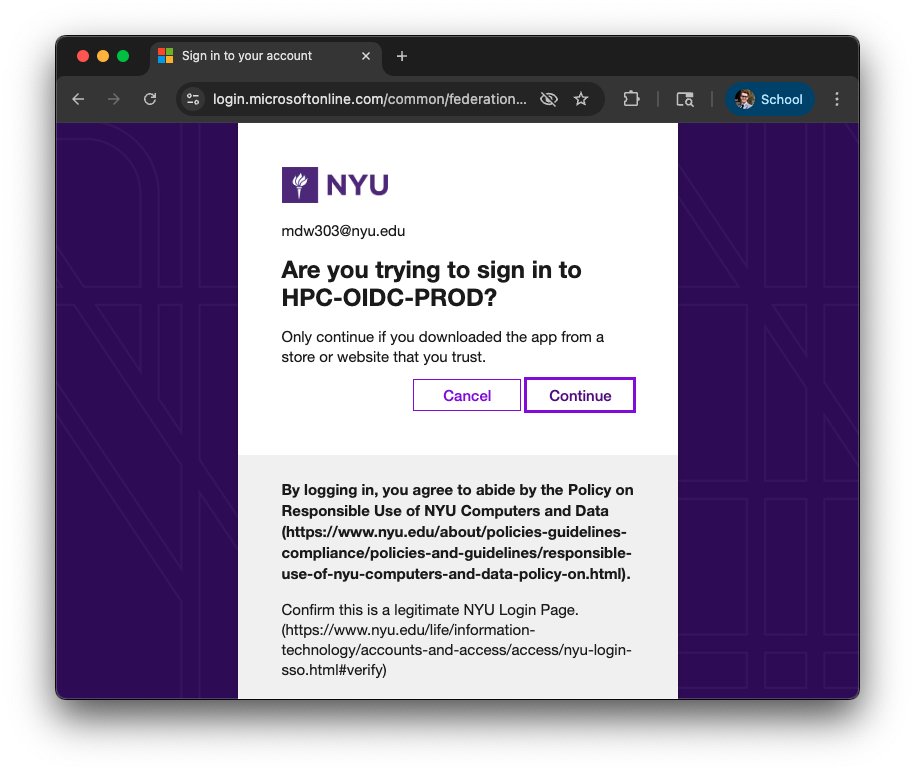 Sign in to your account
login.microsoftonline.com/common/federation...
School
NYU
mdw303@nyu.edu
Are you trying to sign in to
HPC-OIDC-PROD?
Only continue if you downloaded the app from a
store or website that you trust.
Cancel
Continue
By logging in, you agree to abide by the Policy on
Responsible Use of NYU Computers and Data
(https://www.nyu.edu/about/policies-guidelines-
compliance/policies-and-guidelines/responsible-
use-of-nyu-computers-and-data-policy-on.html).
Confirm this is a legitimate NYU Login Page.
(https://www.nyu.edu/life/information-
technology/accounts-and-access/access/nyu-login-
sso.html#verify)